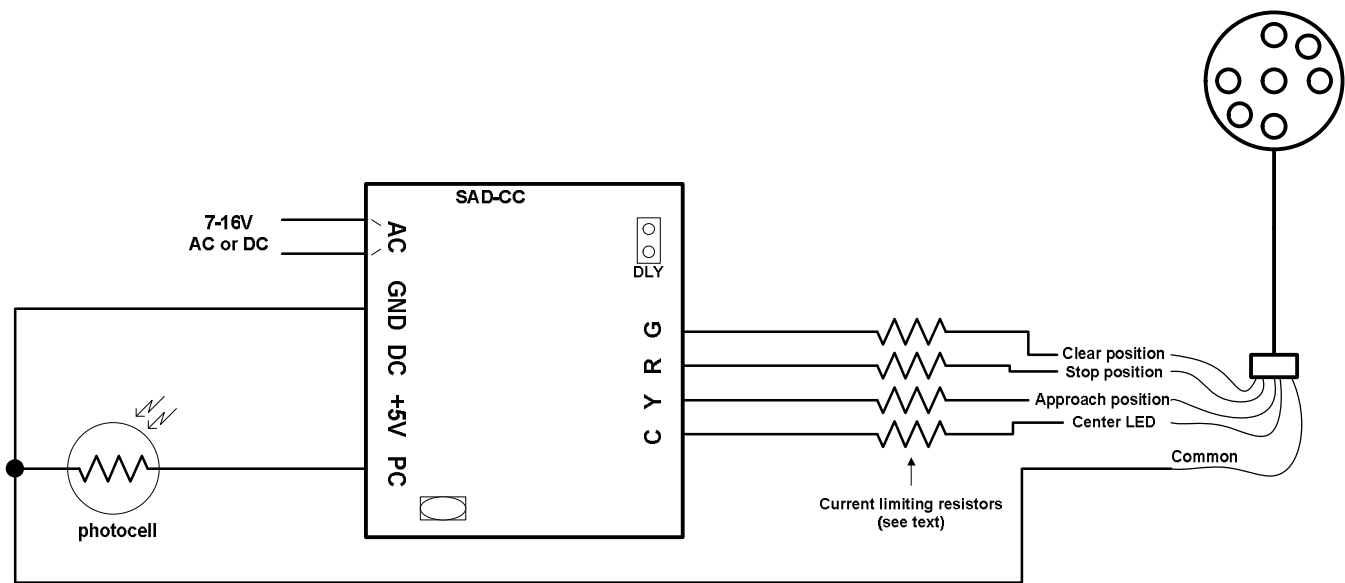 SAD-CC
7-16V
AC or DC
AC
GND
DC
+5V
PC
DLY
G
R
Y
C
Clear position
Stop position
Approach position
Center LED
Common
Current limiting resistors
(see text)
photocell